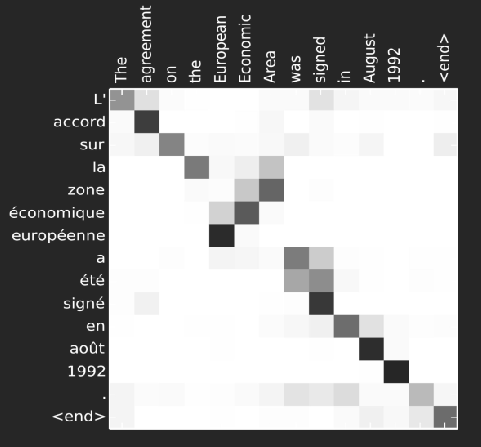 The agreement on the European Economic Area was signed in August 1992 . <end>
L'
accord
sur
la
zone
économique
européenne
a
été
signé
en
août
1992
.
<end>